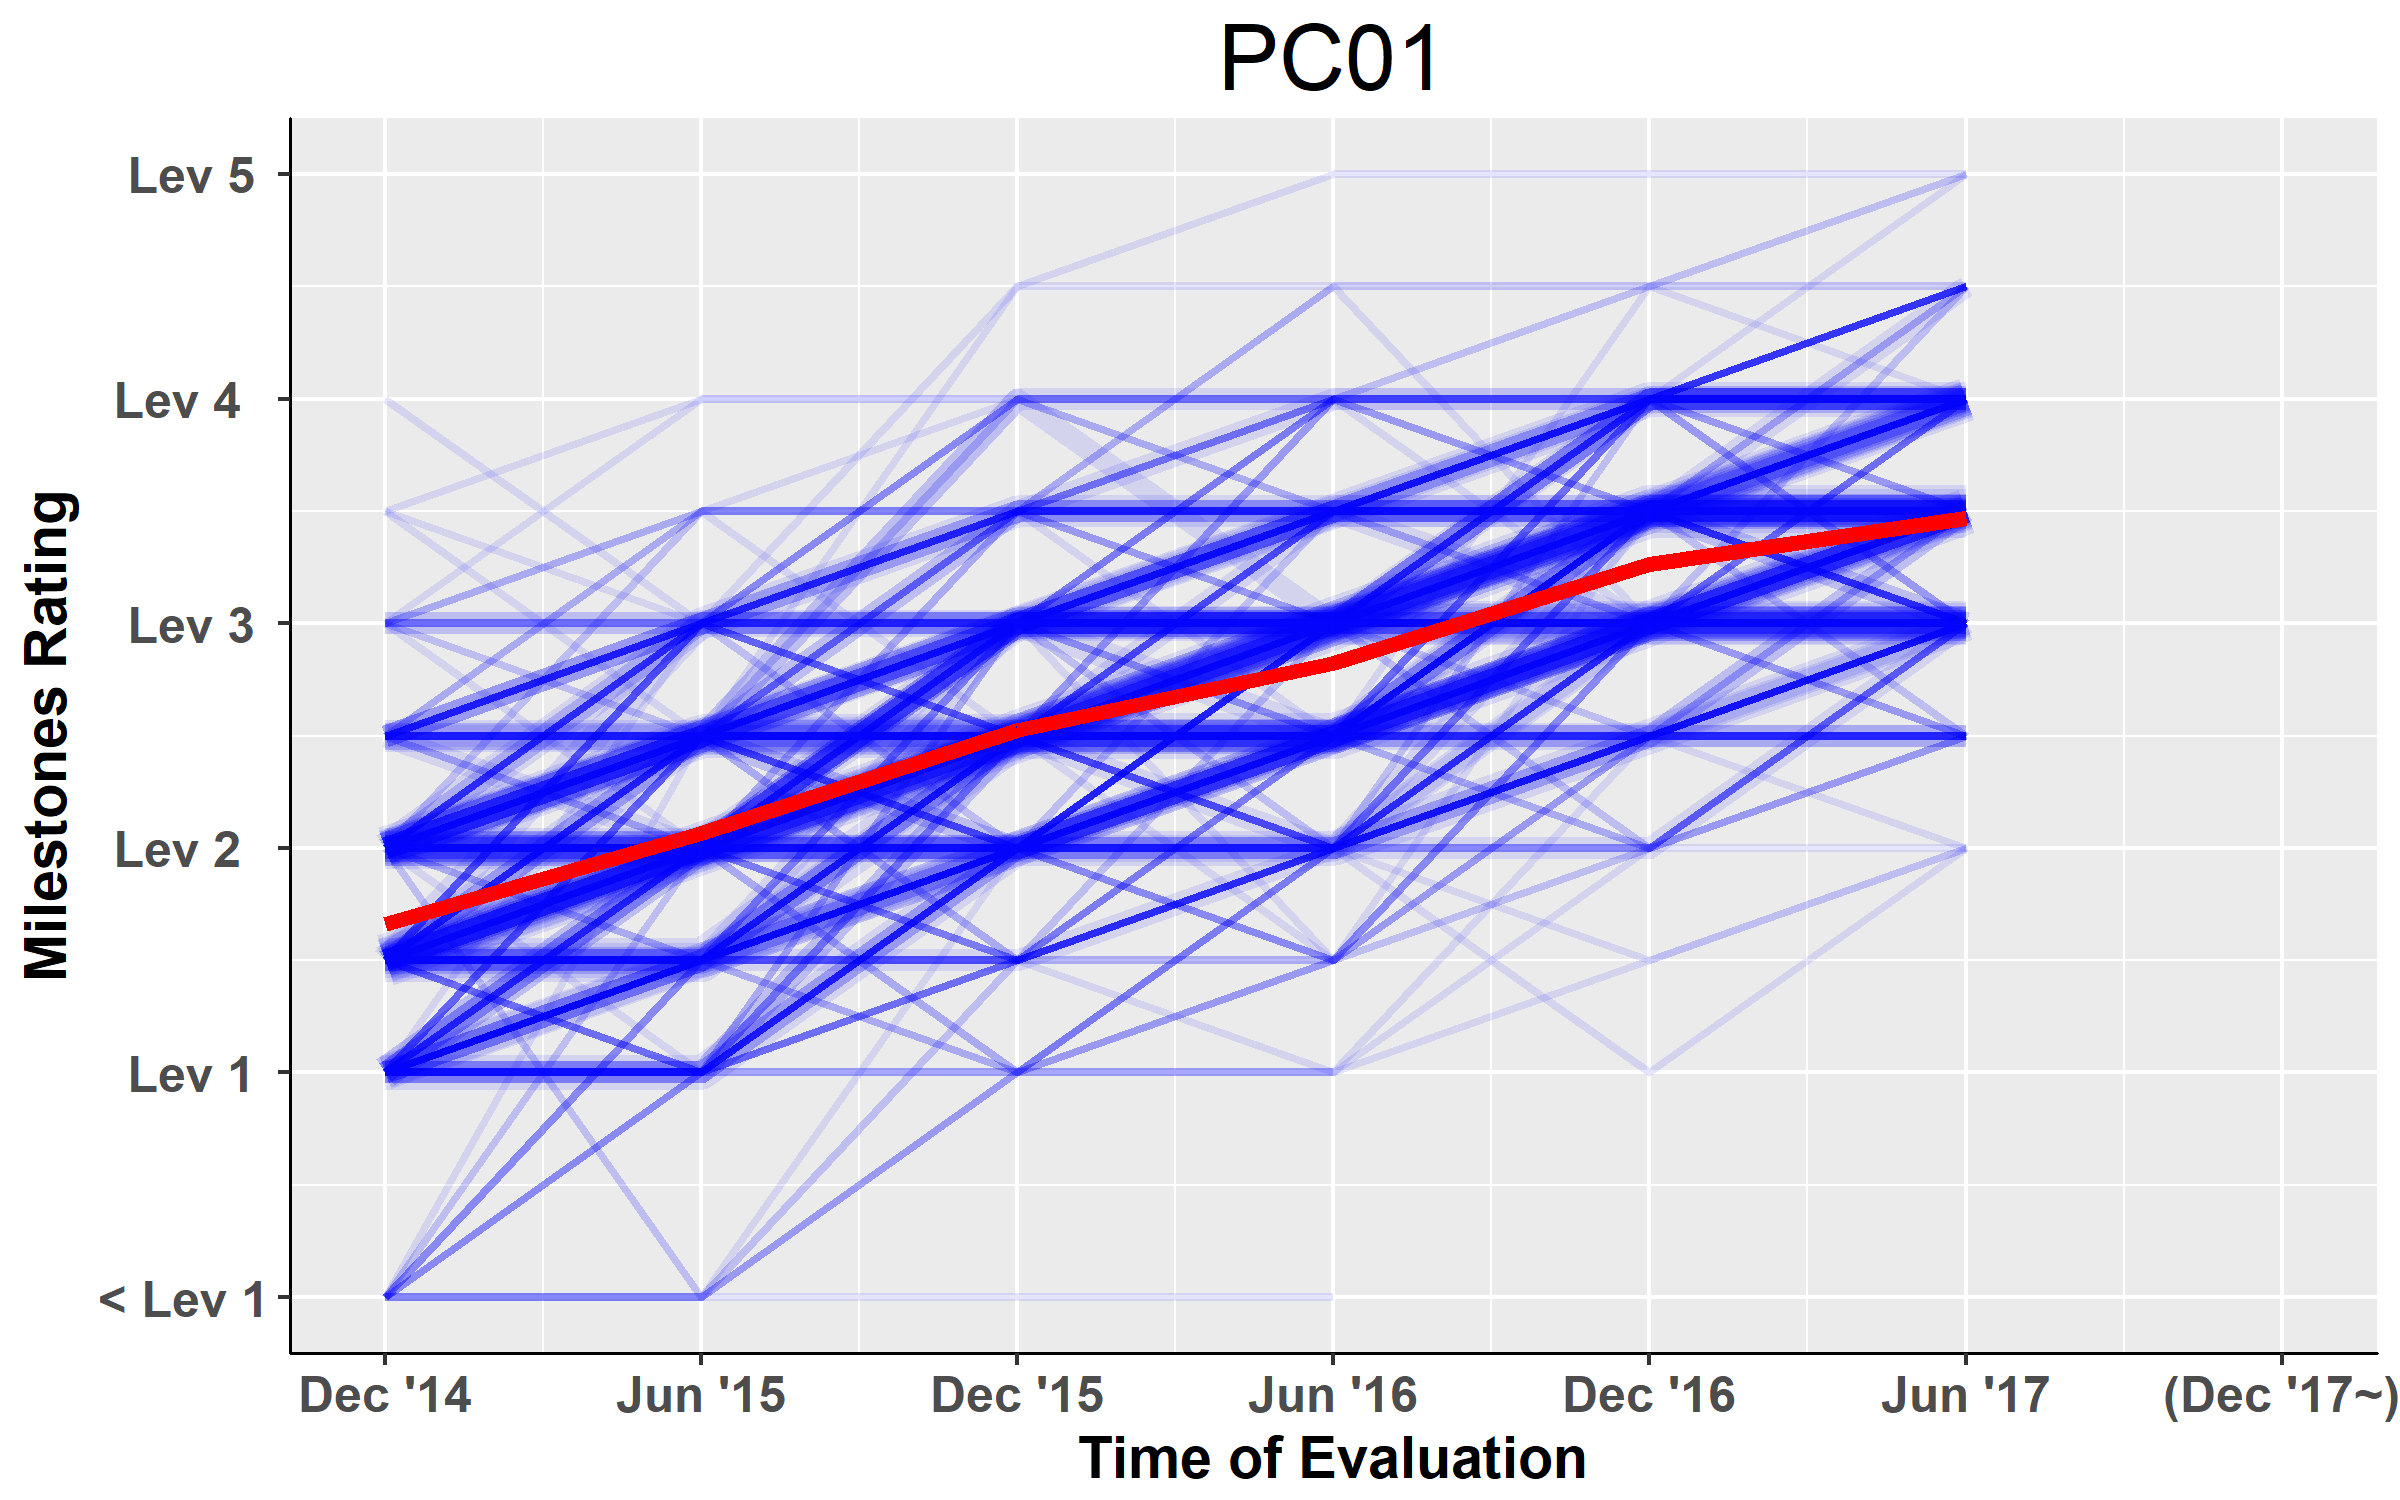 PC01
Milestones Rating
Lev 5
Lev 4
Lev 3
Lev 2
Lev 1
< Lev 1
Dec '14 Jun '15 Dec '15 Jun '16 Dec '16 Jun '17 (Dec '17~)
Time of Evaluation